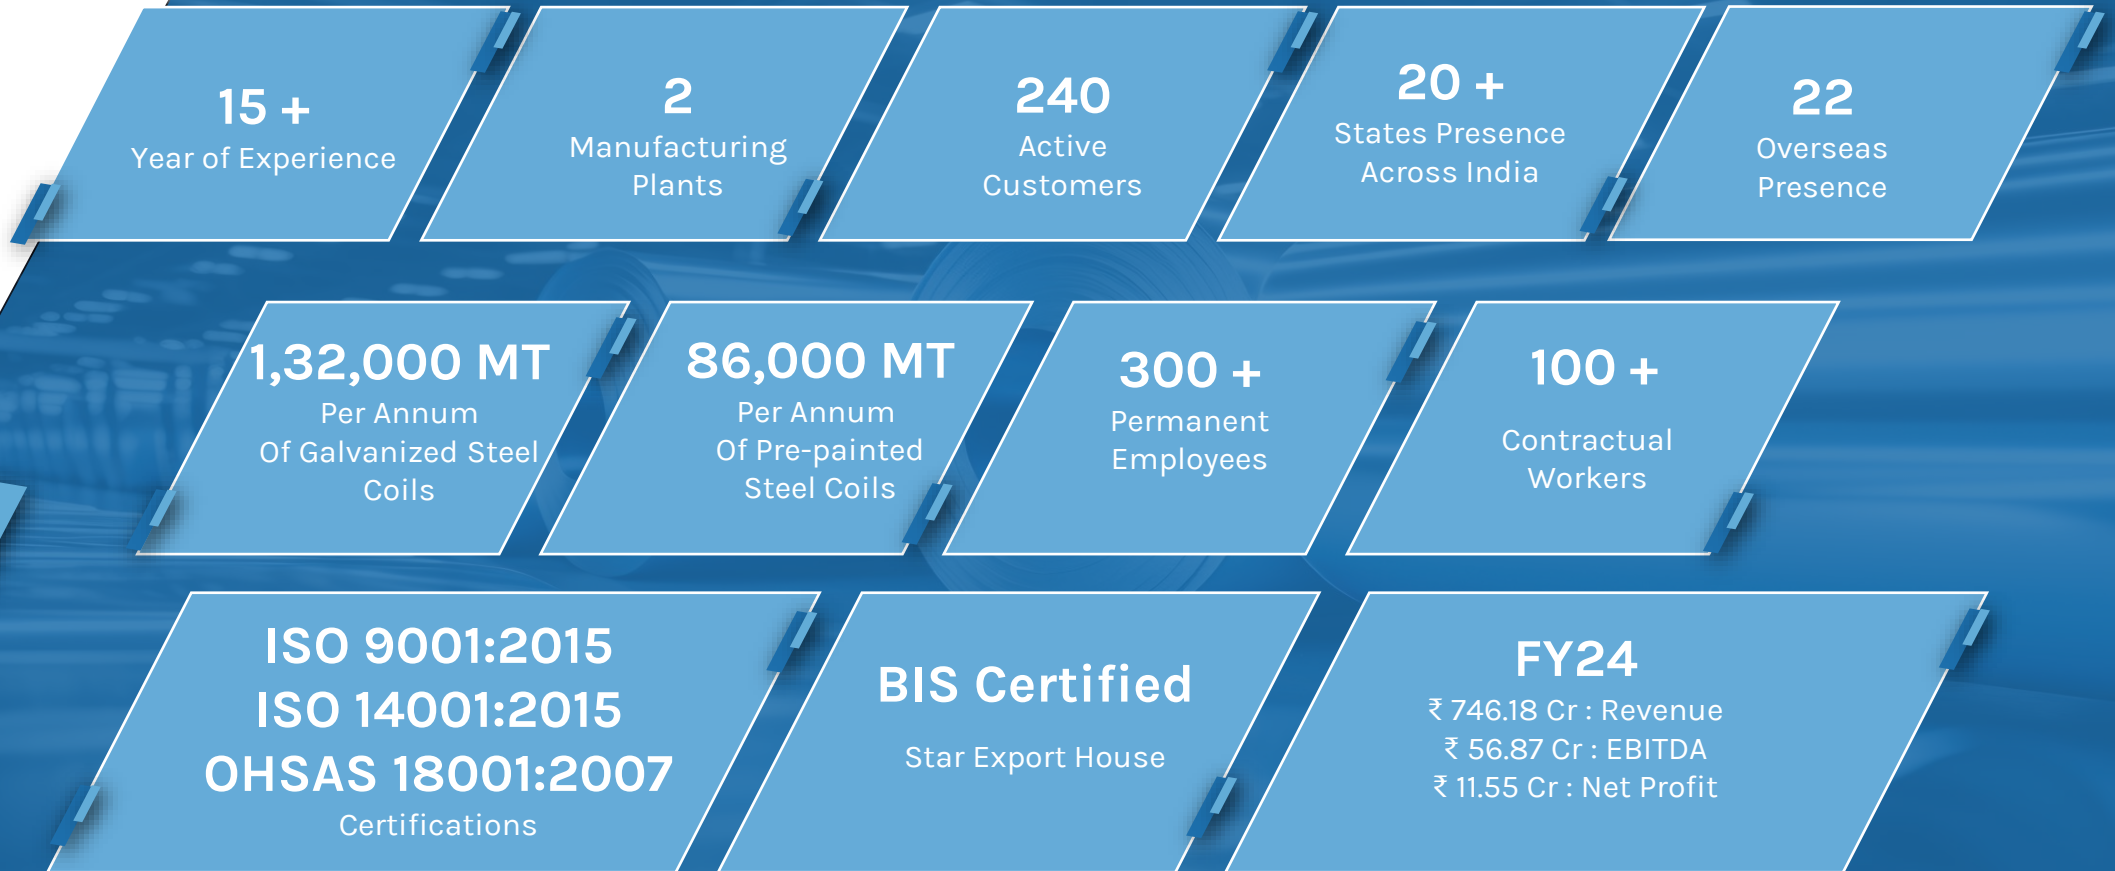 15 +
Year of Experience
2
Manufacturing
Plants
240
Active
Customers
20 +
States Presence
Across India
22
Overseas
Presence
1,32,000 MT
Per Annum
Of Galvanized Steel
Coils
86,000 MT
Per Annum
Of Pre-painted
Steel Coils
300 +
Permanent
Employees
100 +
Contractual
Workers
ISO 9001:2015
ISO 14001:2015
OHSAS 18001:2007
Certifications
BIS Certified
Star Export House
FY24
₹ 746.18 Cr : Revenue
₹ 56.87 Cr : EBITDA
₹ 11.55 Cr : Net Profit